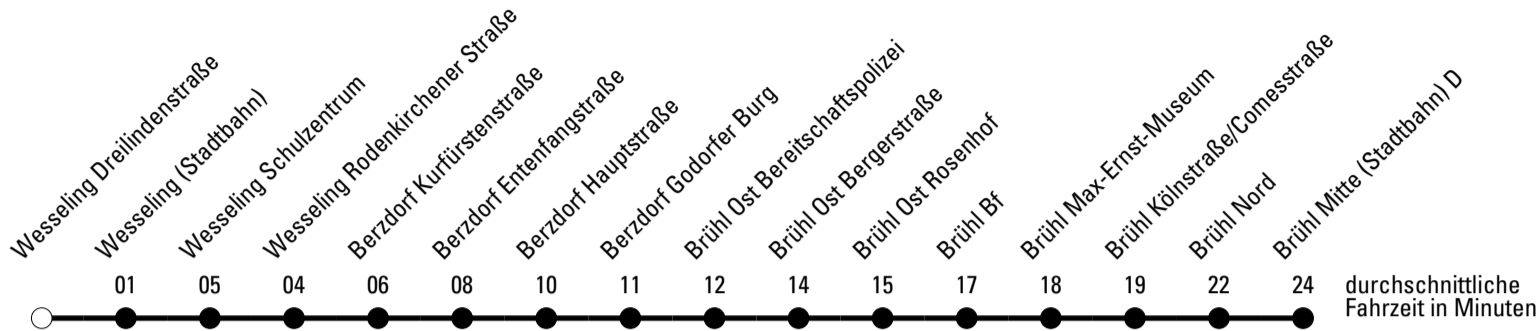 Wesseling Dreilindenstraße
Wesseling (Stadtbahn)
Wesseling Schulzentrum
Wesseling Rodenkirchener Straße
Berzdorf Kurfürstenstraße
Berzdorf Entenfangstraße
Berzdorf Hauptstraße
Berzdorf Godorfer Burg
Brühl Ost Bereitschaftspolizei
Brühl Ost Bergerstraße
Brühl Ost Rosenhof
Brühl Bf
Brühl Max-Ernst-Museum
Brühl Kölnstraße/Comesstraße
Brühl Nord
Brühl Mitte (Stadtbahn) D
01 05 04 06 08 10 11 12 14 15 17 18 19 22 24
durchschnittliche
Fahrzeit in Minuten